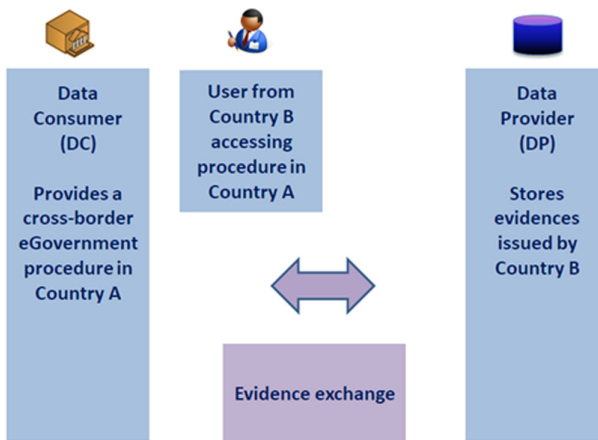 Data
Consumer
(DC)
Provides a
cross-border
eGovernment
procedure in
Country A
User from
Country B
accessing
procedure in
Country A
Data
Provider
(DP)
Stores
evidences
issued by
Country B
Evidence exchange